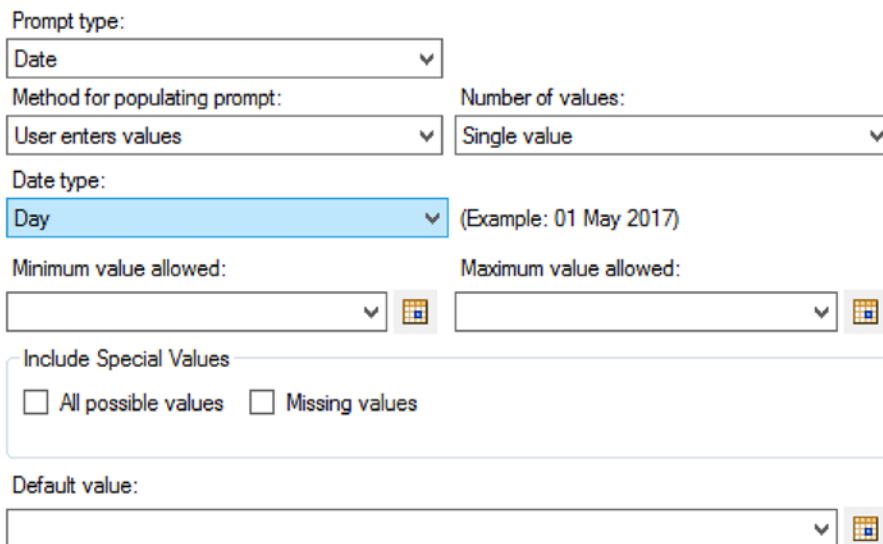 Prompt type:
Date
Method for populating prompt: Number of values:
User enters values Single value
Date type:
Day (Example: 01 May 2017)
Minimum value allowed: Maximum value allowed:
Include Special Values
All possible values Missing values
Default value: